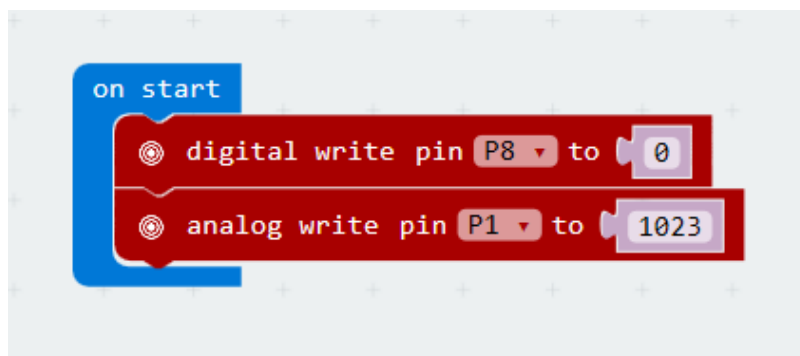 on start
digital write pin P8 to 0
analog write pin P1 to 1023